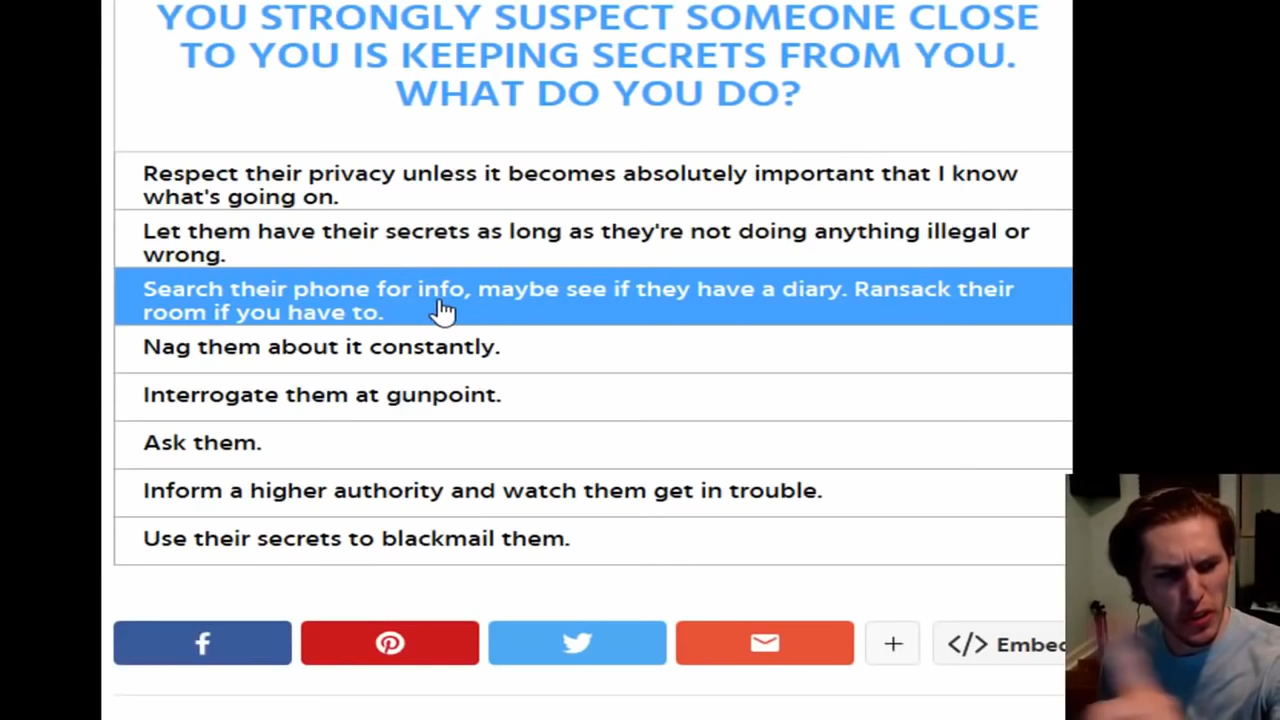 YOU STRONGLY SUSPECT SOMEONE CLOSE
TO YOU IS KEEPING SECRETS FROM YOU.
WHAT DO YOU DO?
Respect their privacy unless it becomes absolutely important that I know
what's going on.
Let them have their secrets as long as they're not doing anything illegal or
wrong.
Search their phone for info, maybe see if they have a diary. Ransack their
room if you have to.
Nag them about it constantly.
Interrogate them at gunpoint.
Ask them.
Inform a higher authority and watch them get in trouble.
Use their secrets to blackmail them.
f + </> Embed